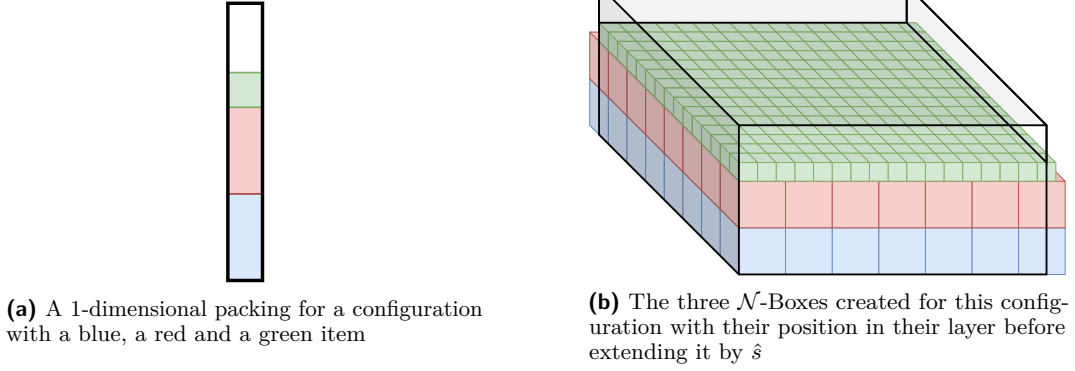 (a) A 1-dimensional packing for a configuration
with a blue, a red and a green item
(b) The three 𝒩-Boxes created for this config-
uration with their position in their layer before
extending it by ŝ